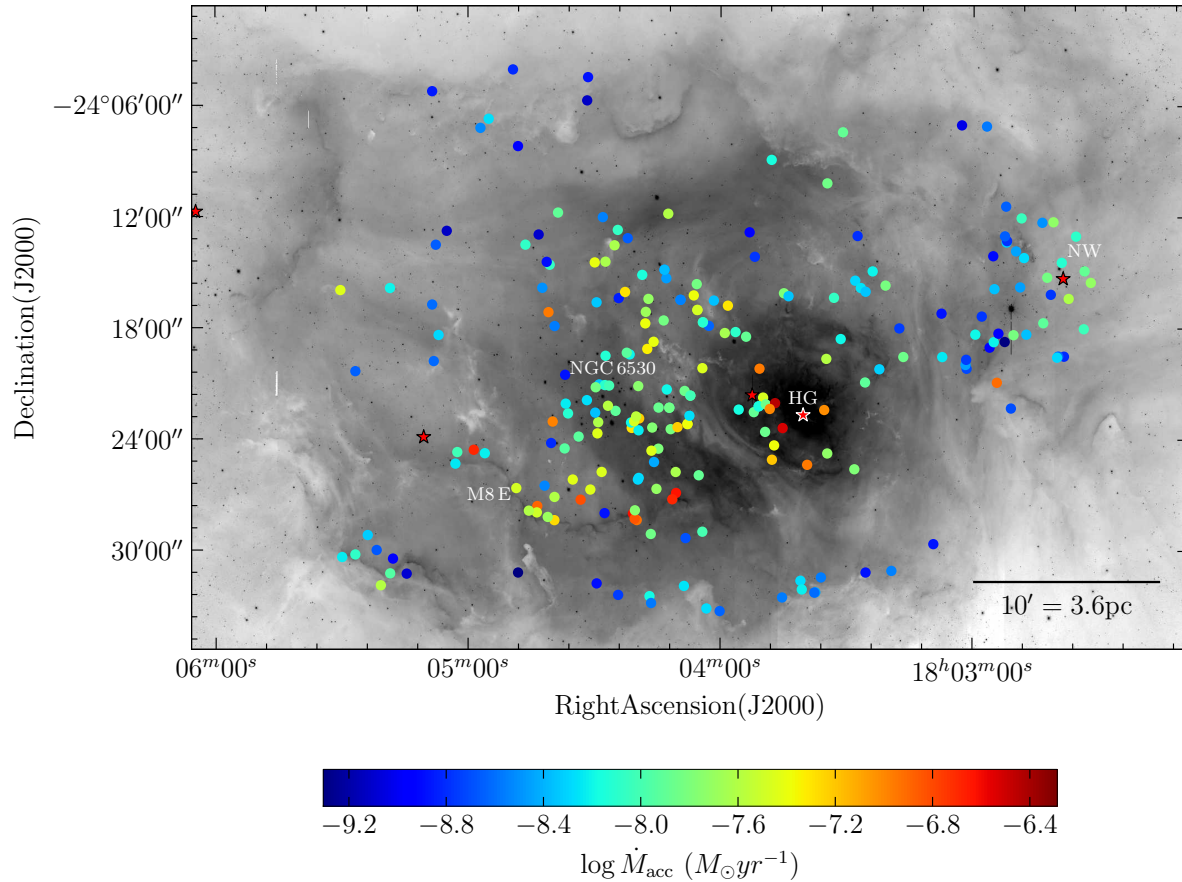 −24°06′00″
12′00″
18′00″
24′00″
30′00″
Declination(J2000)
NW
NGC 6530
HG
M8 E
10′ = 3.6pc
06ᵐ00ˢ
05ᵐ00ˢ
04ᵐ00ˢ
18ʰ03ᵐ00ˢ
RightAscension(J2000)
−9.2 −8.8 −8.4 −8.0 −7.6 −7.2 −6.8 −6.4
log Ṁacc (M⊙yr⁻¹)